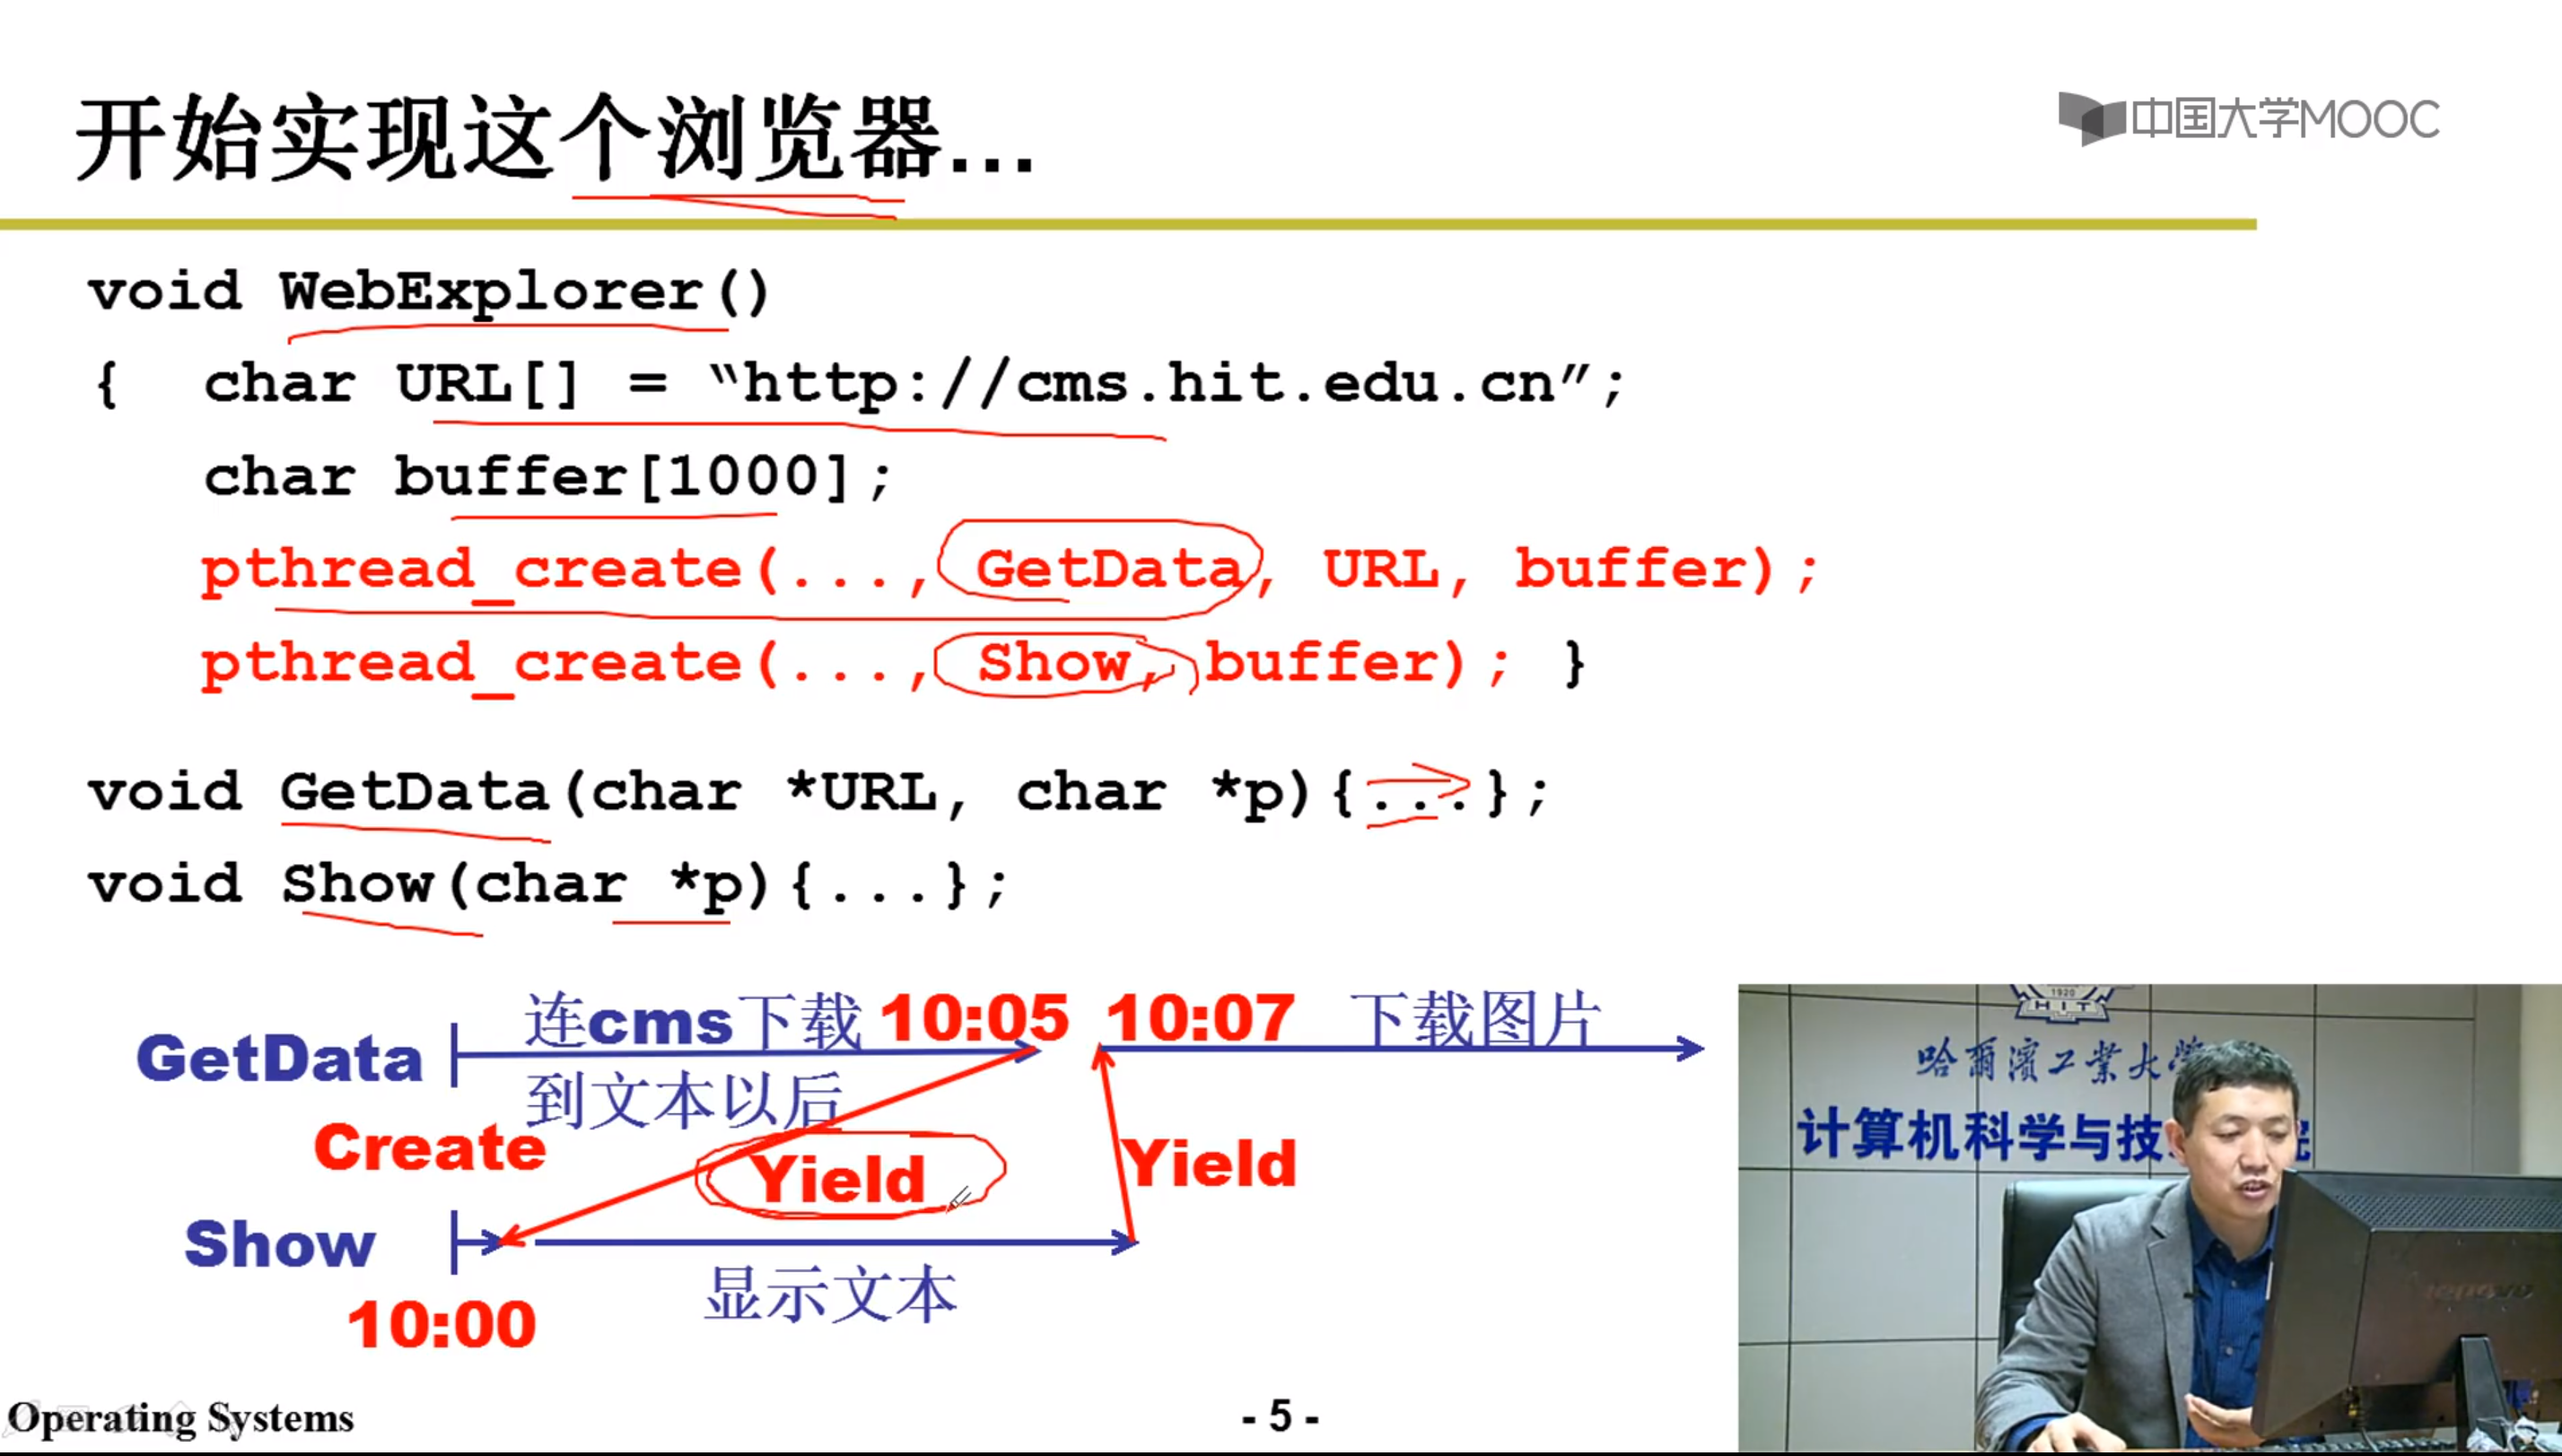 开始实现这个浏览器...
中国大学MOOC
void WebExplorer()
{ char URL[] = “http://cms.hit.edu.cn”;
char buffer[1000];
pthread_create(..., GetData, URL, buffer);
pthread_create(..., Show, buffer); }
void GetData(char *URL, char *p){...};
void Show(char *p){...};
连cms下载 10:05 10:07 下载图片
GetData
到文本以后
Create
Yield
Yield
Show
显示文本
10:00
1920
HIT
哈爾濱工業大學
计算机科学与技
Operating Systems
- 5 -